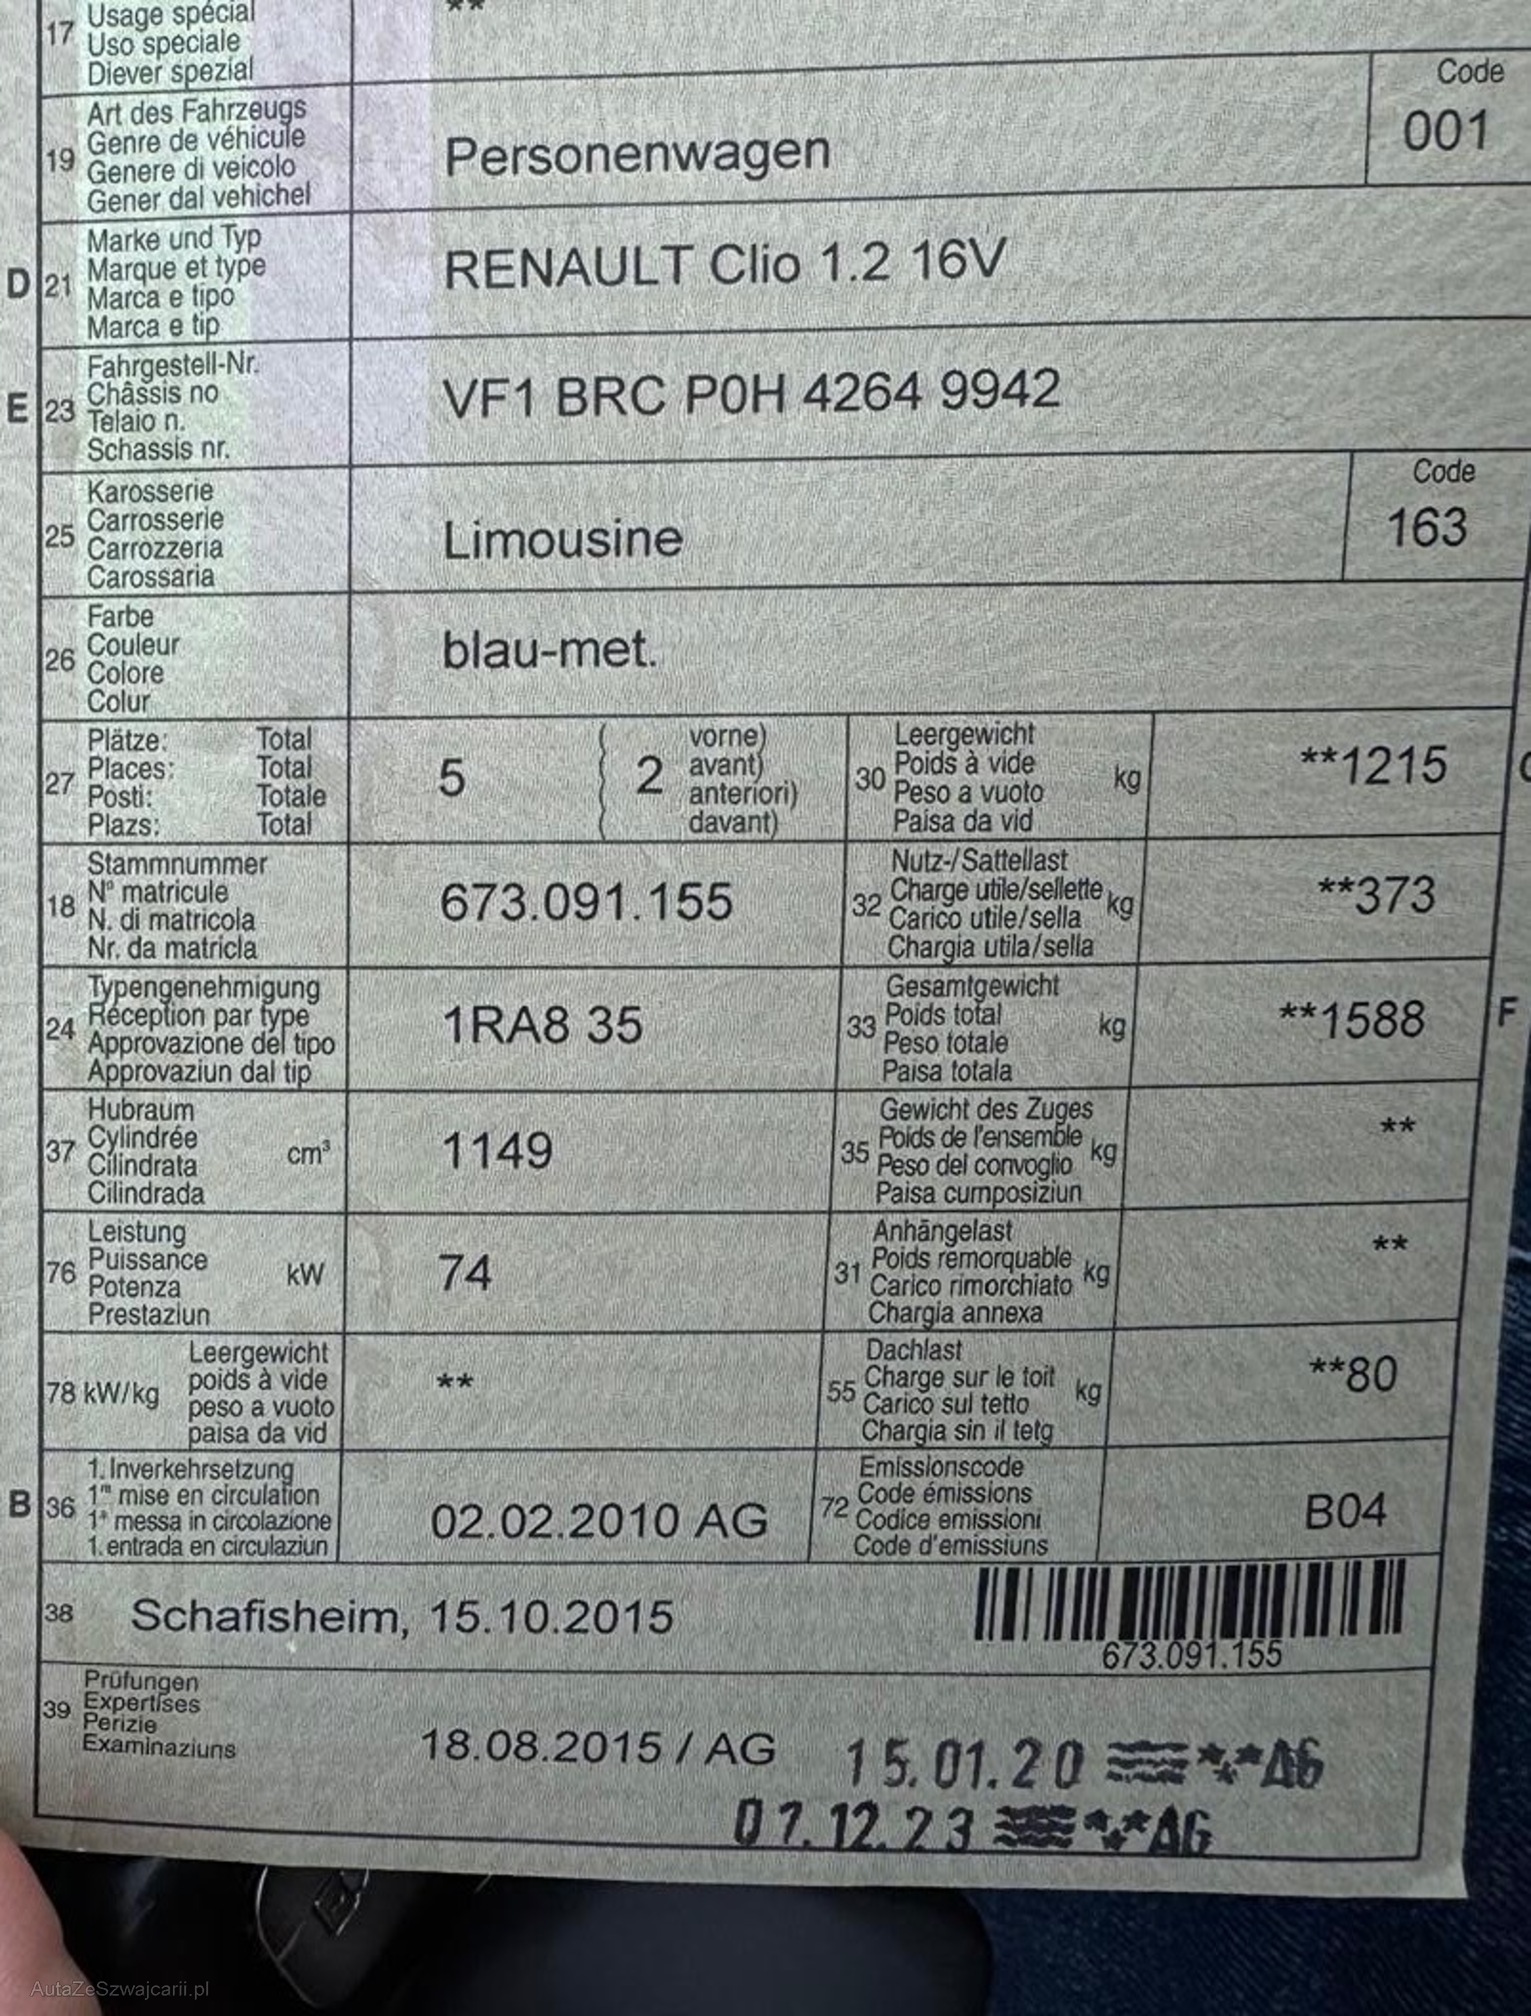 17 Usage spécial **
Uso speciale
Diever spezial
Art des Fahrzeugs Code
19 Genre de véhicule Personenwagen 001
Genere di veicolo
Gener dal vehichel
Marke und Typ
D 21 Marque et type RENAULT Clio 1.2 16V
Marca e tipo
Marca e tip
Fahrgestell-Nr.
E 23 Châssis no VF1 BRC P0H 4264 9942
Telaio n.
Schassis nr.
Karosserie Code
25 Carrosserie Limousine 163
Carrozzeria
Carossaria
Farbe
26 Couleur blau-met.
Colore
Colur
Plätze: Total vorne) Leergewicht
27 Places: Total 5 ( 2 avant) 30 Poids à vide kg **1215
Posti: Totale anteriori) Peso a vuoto
Plazs: Total davant) Paisa da vid
Stammnummer Nutz-/Sattellast
18 N° matricule 673.091.155 32 Charge utile/sellette kg **373
N. di matricola Carico utile/sella
Nr. da matricla Chargia utila/sella
Typengenehmigung Gesamtgewicht
24 Réception par type 1RA8 35 33 Poids total kg **1588 F
Approvazione del tipo Peso totale
Approvaziun dal tip Paisa totala
Hubraum Gewicht des Zuges
37 Cylindrée cm³ 1149 35 Poids de l'ensemble kg **
Cilindrata Peso del convoglio
Cilindrada Paisa cumposiziun
Leistung Anhängelast
76 Puissance kW 74 31 Poids remorquable kg **
Potenza Carico rimorchiato
Prestaziun Chargia annexa
Leergewicht Dachlast
78 kW/kg poids à vide ** 55 Charge sur le toit kg **80
peso a vuoto Carico sul tetto
paisa da vid Chargia sin il tetg
1. Inverkehrsetzung Emissionscode
B 36 1re mise en circulation 02.02.2010 AG 72 Code émissions B04
1a messa in circolazione Codice emissioni
1. entrada en circulaziun Code d'emissiuns
38 Schafisheim, 15.10.2015
673.091.155
Prüfungen
39 Expertises
Perizie
Examinaziuns
18.08.2015 / AG 15.01.20 **AG
07.12.23 **AG
AutaZeSzwajcarii.pl